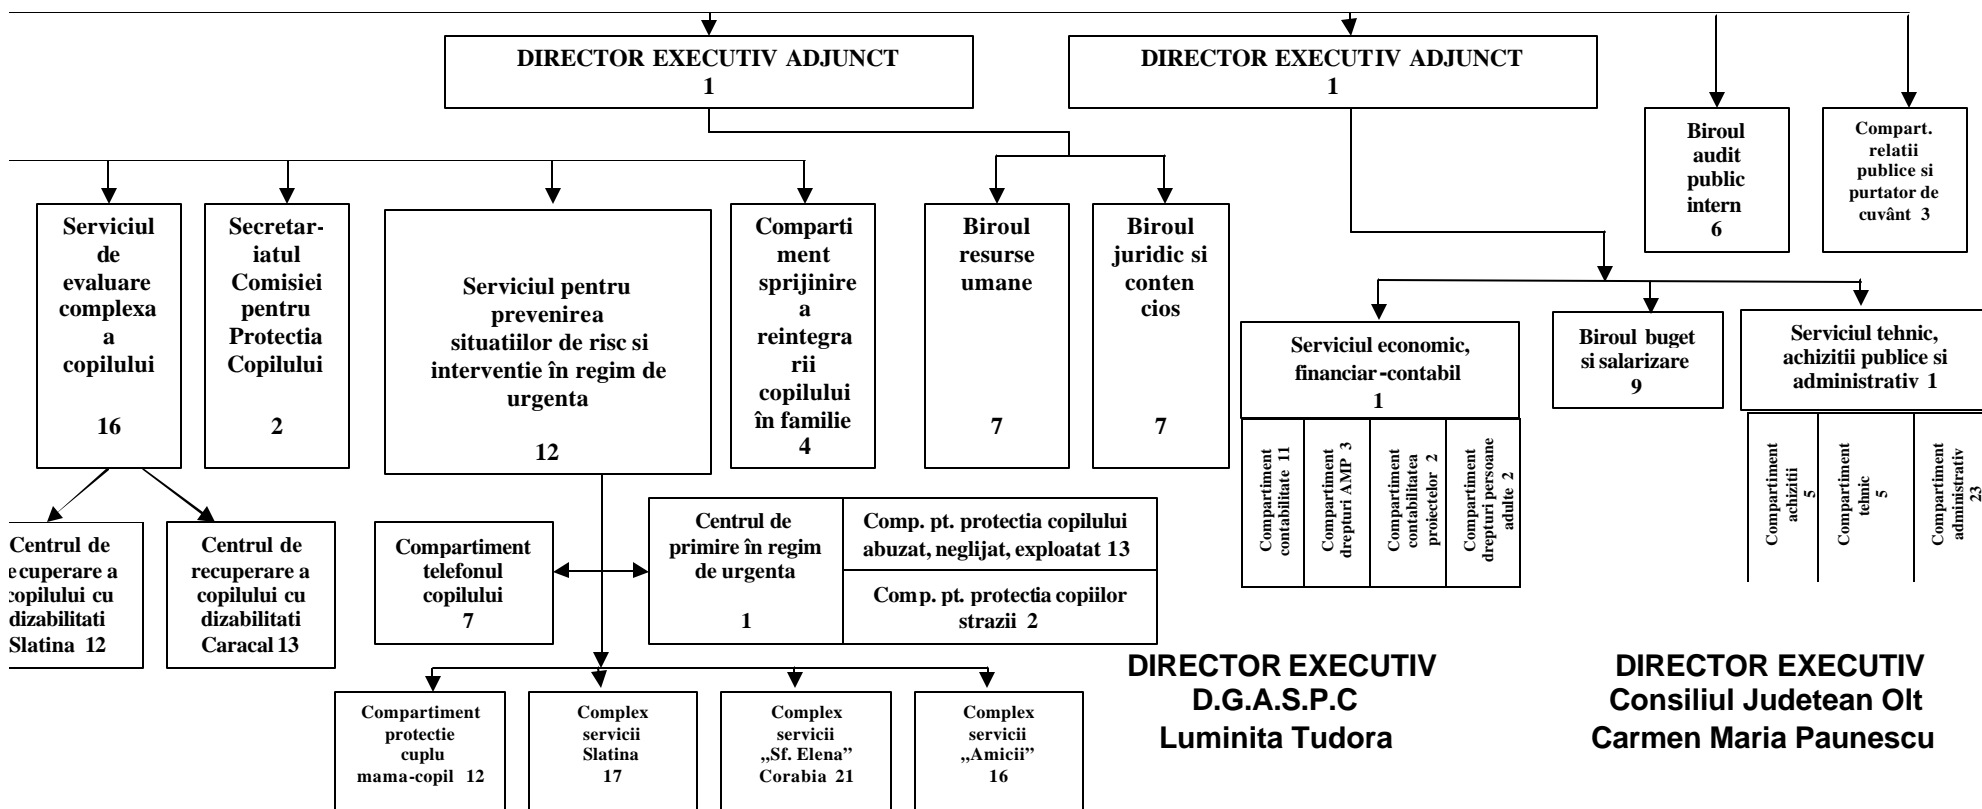 DIRECTOR EXECUTIV ADJUNCT
1
DIRECTOR EXECUTIV ADJUNCT
1
Biroul
audit
public
intern
6
Compart.
relatii
publice si
purtator de
cuvânt 3
Serviciul
de
evaluare
complexa
a
copilului
16
Secretar-
iatul
Comisiei
pentru
Protectia
Copilului
2
Serviciul pentru
prevenirea
situatiilor de risc si
interventie în regim de
urgenta
12
Comparti
ment
sprijinire
a
reintegra
rii
copilului
în familie
4
Biroul
resurse
umane
7
Biroul
juridic si
conten
cios
7
Serviciul economic,
financiar-contabil
1
Biroul buget
si salarizare
9
Serviciul tehnic,
achizitii publice si
administrativ 1
Compartiment
contabilitate 11
Compartiment
drepturi AMP 3
Compartiment
contabilitatea
proiectelor 2
Compartiment
drepturi persoane
adulte 2
Compartiment
achizitii
5
Compartiment
tehnic
5
Compartiment
administrativ
23
Centrul de
ecuperare a
copilului cu
dizabilitati
Slatina 12
Centrul de
recuperare a
copilului cu
dizabilitati
Caracal 13
Compartiment
telefonul
copilului
7
Centrul de
primire în regim
de urgenta
1
Comp. pt. protectia copilului
abuzat, neglijat, exploatat 13
Comp. pt. protectia copiilor
strazii 2
Compartiment
protectie
cuplu
mama-copil 12
Complex
servicii
Slatina
17
Complex
servicii
„Sf. Elena”
Corabia 21
Complex
servicii
„Amicii”
16
DIRECTOR EXECUTIV
D.G.A.S.P.C
Luminita Tudora
DIRECTOR EXECUTIV
Consiliul Judetean Olt
Carmen Maria Paunescu